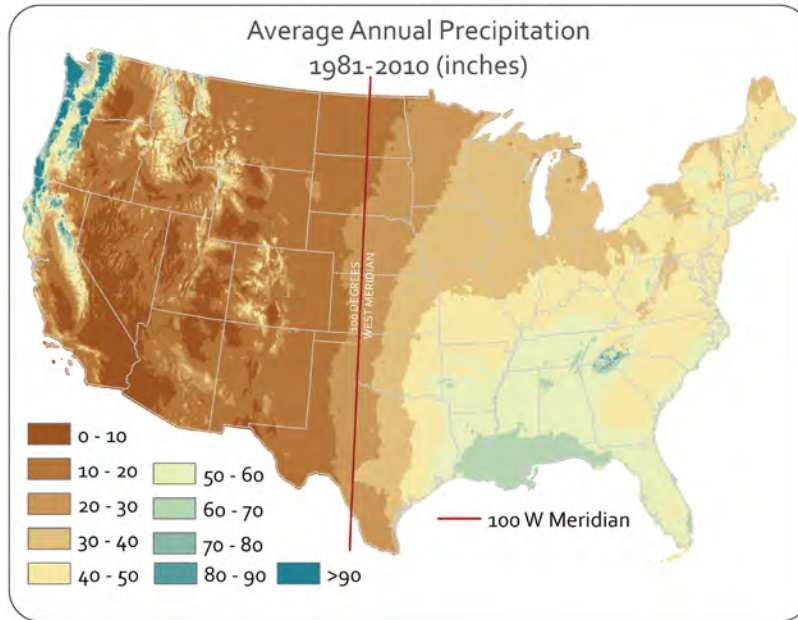 Average Annual Precipitation
1981-2010 (inches)
100 DEGREES
WEST MERIDIAN
0 - 10
10 - 20
20 - 30
30 - 40
40 - 50
50 - 60
60 - 70
70 - 80
80 - 90
>90
100 W Meridian